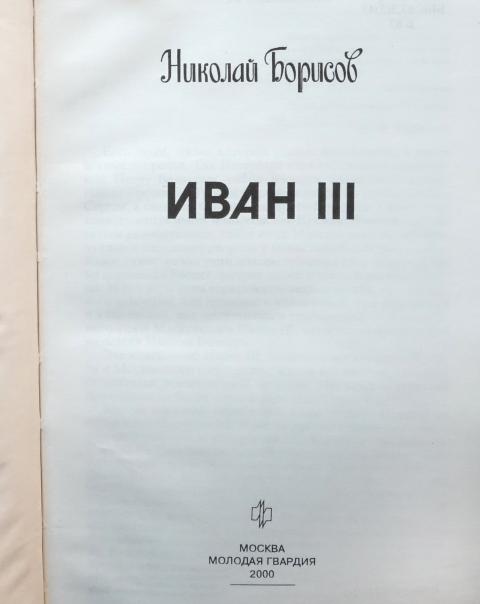 Николай Борисов
ИВАН III
МОСКВА
МОЛОДАЯ ГВАРДИЯ
2000